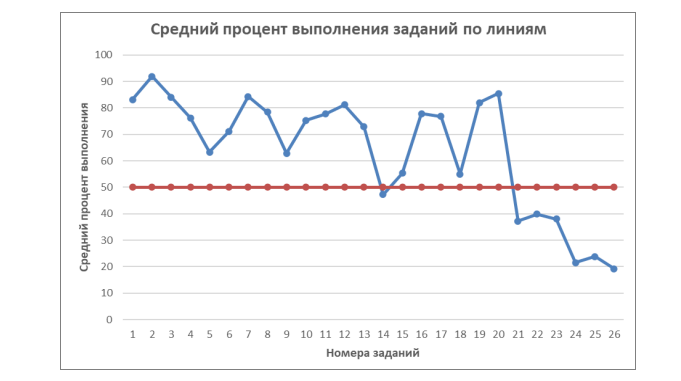 Средний процент выполнения заданий по линиям
Средний процент выполнения
100
90
80
70
60
50
40
30
20
10
0
1 2 3 4 5 6 7 8 9 10 11 12 13 14 15 16 17 18 19 20 21 22 23 24 25 26
Номера заданий